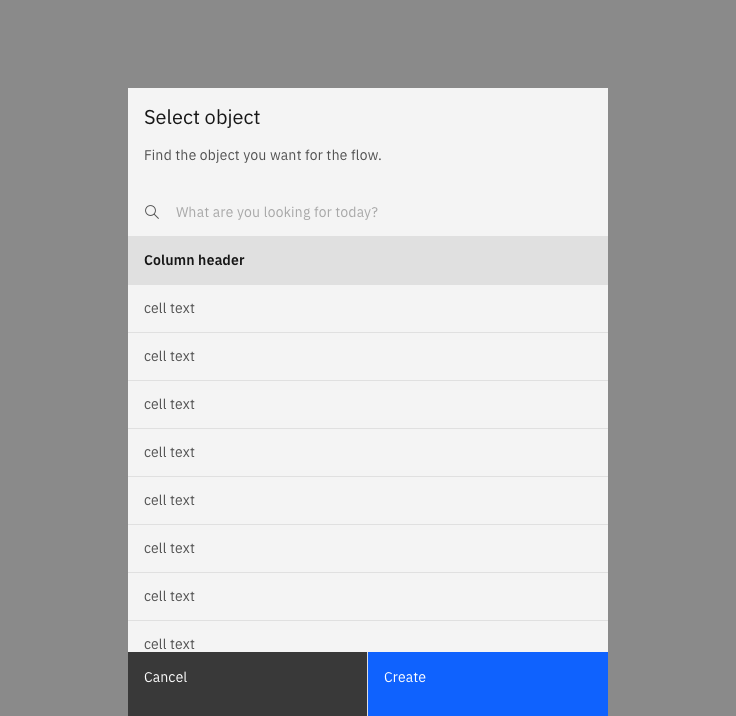 Select object
Find the object you want for the flow.
What are you looking for today?
Column header
cell text
cell text
cell text
cell text
cell text
cell text
cell text
cell text
Cancel
Create